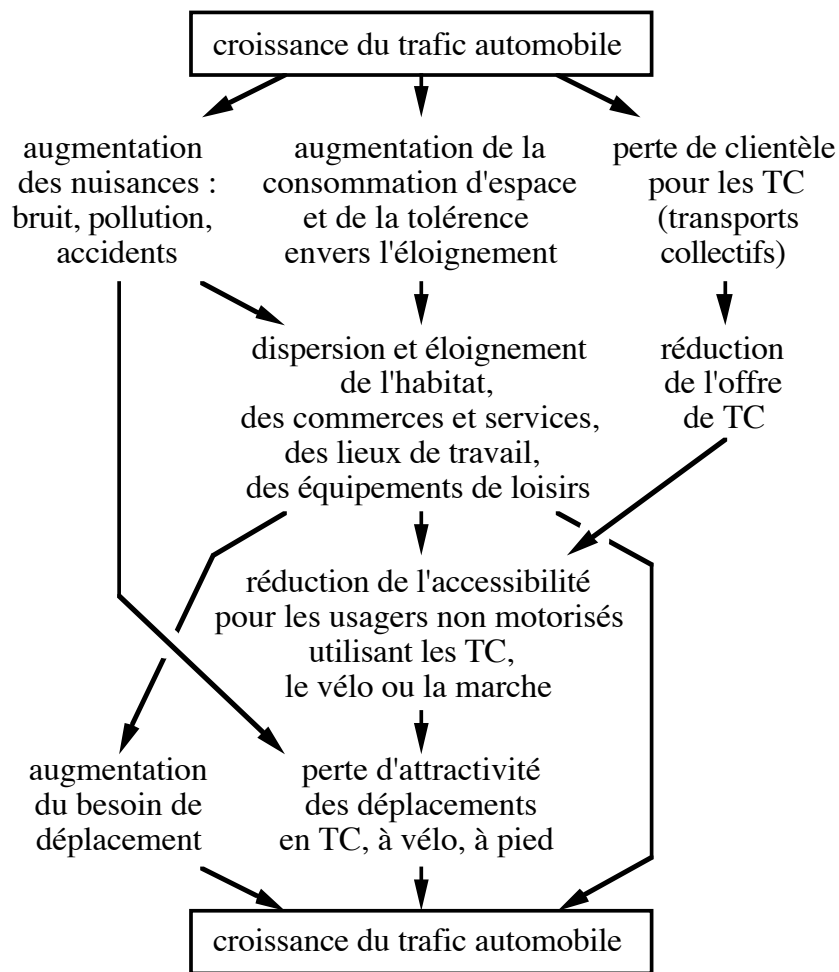 croissance du trafic automobile
augmentation
des nuisances :
bruit, pollution,
accidents
augmentation de la
consommation d'espace
et de la tolérence
envers l'éloignement
perte de clientèle
pour les TC
(transports
collectifs)
dispersion et éloignement
de l'habitat,
des commerces et services,
des lieux de travail,
des équipements de loisirs
réduction
de l'offre
de TC
réduction de l'accessibilité
pour les usagers non motorisés
utilisant les TC,
le vélo ou la marche
augmentation
du besoin de
déplacement
perte d'attractivité
des déplacements
en TC, à vélo, à pied
croissance du trafic automobile